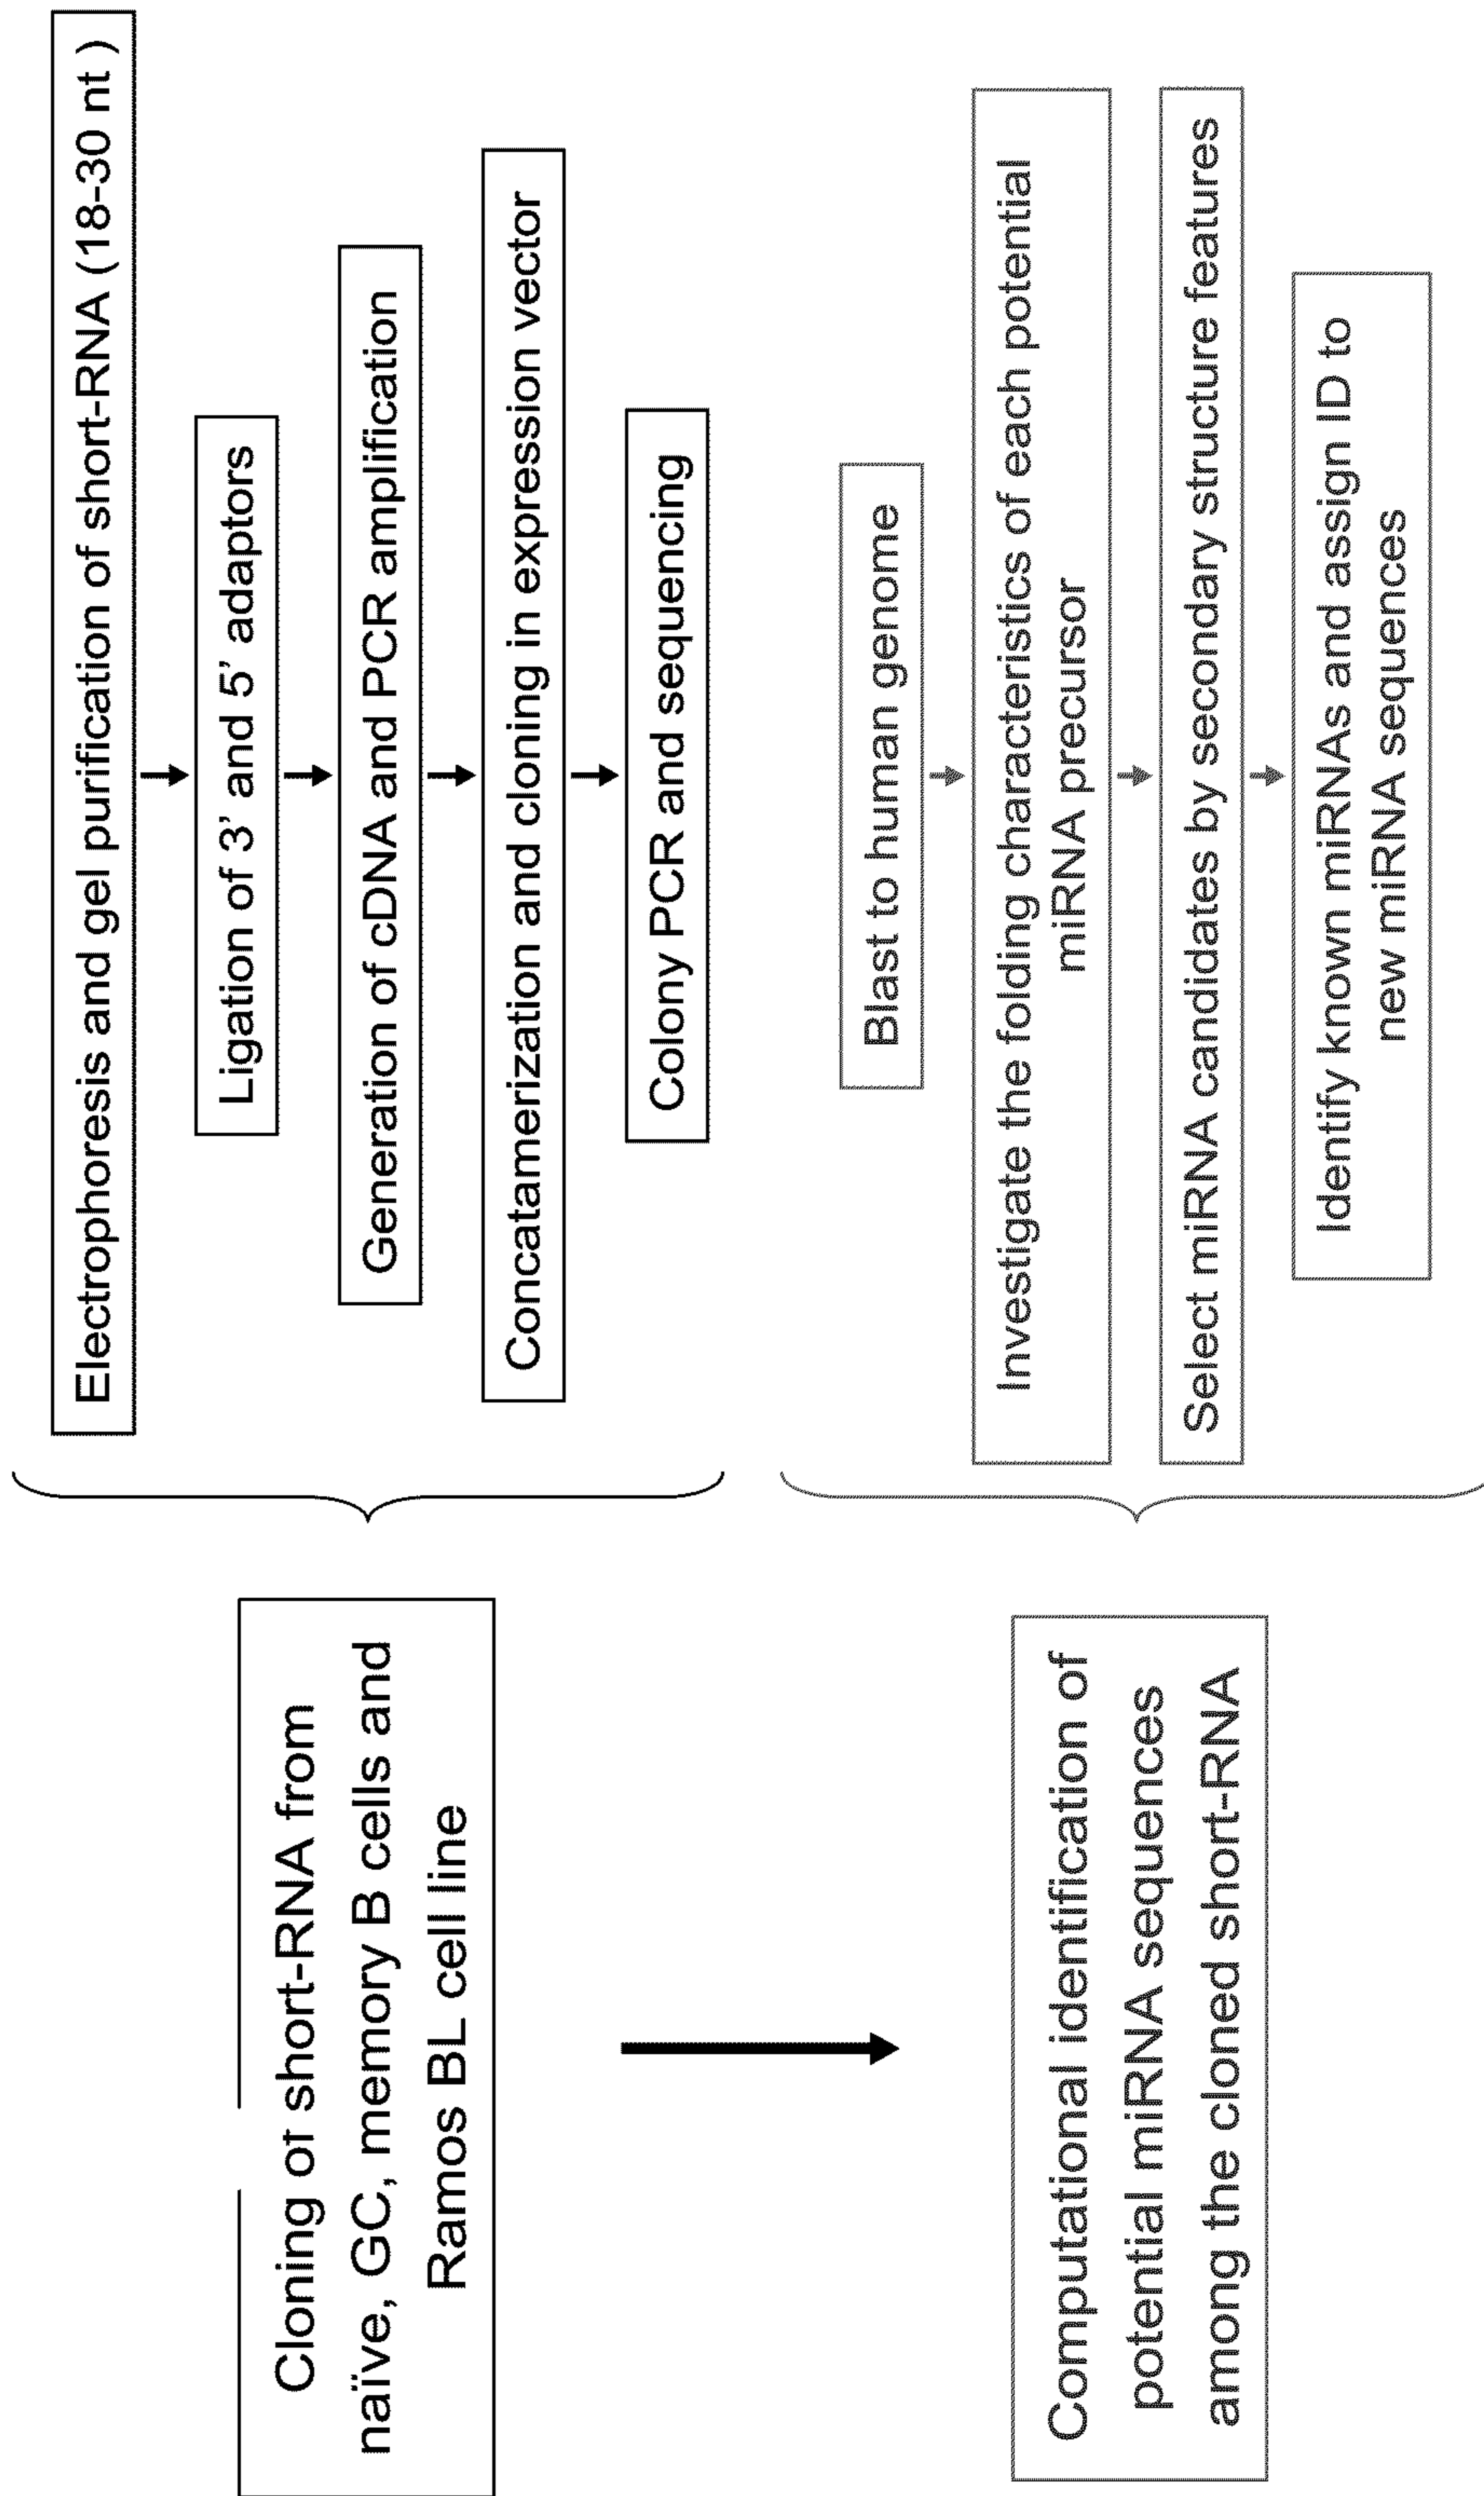 Cloning of short-RNA from
naïve, GC, memory B cells and
Ramos BL cell line
Electrophoresis and gel purification of short-RNA (18-30 nt )
Ligation of 3’ and 5’ adaptors
Generation of cDNA and PCR amplification
Concatamerization and cloning in expression vector
Colony PCR and sequencing
Computational identification of
potential miRNA sequences
among the cloned short-RNA
Blast to human genome
Investigate the folding characteristics of each potential
miRNA precursor
Select miRNA candidates by secondary structure features
Identify known miRNAs and assign ID to
new miRNA sequences